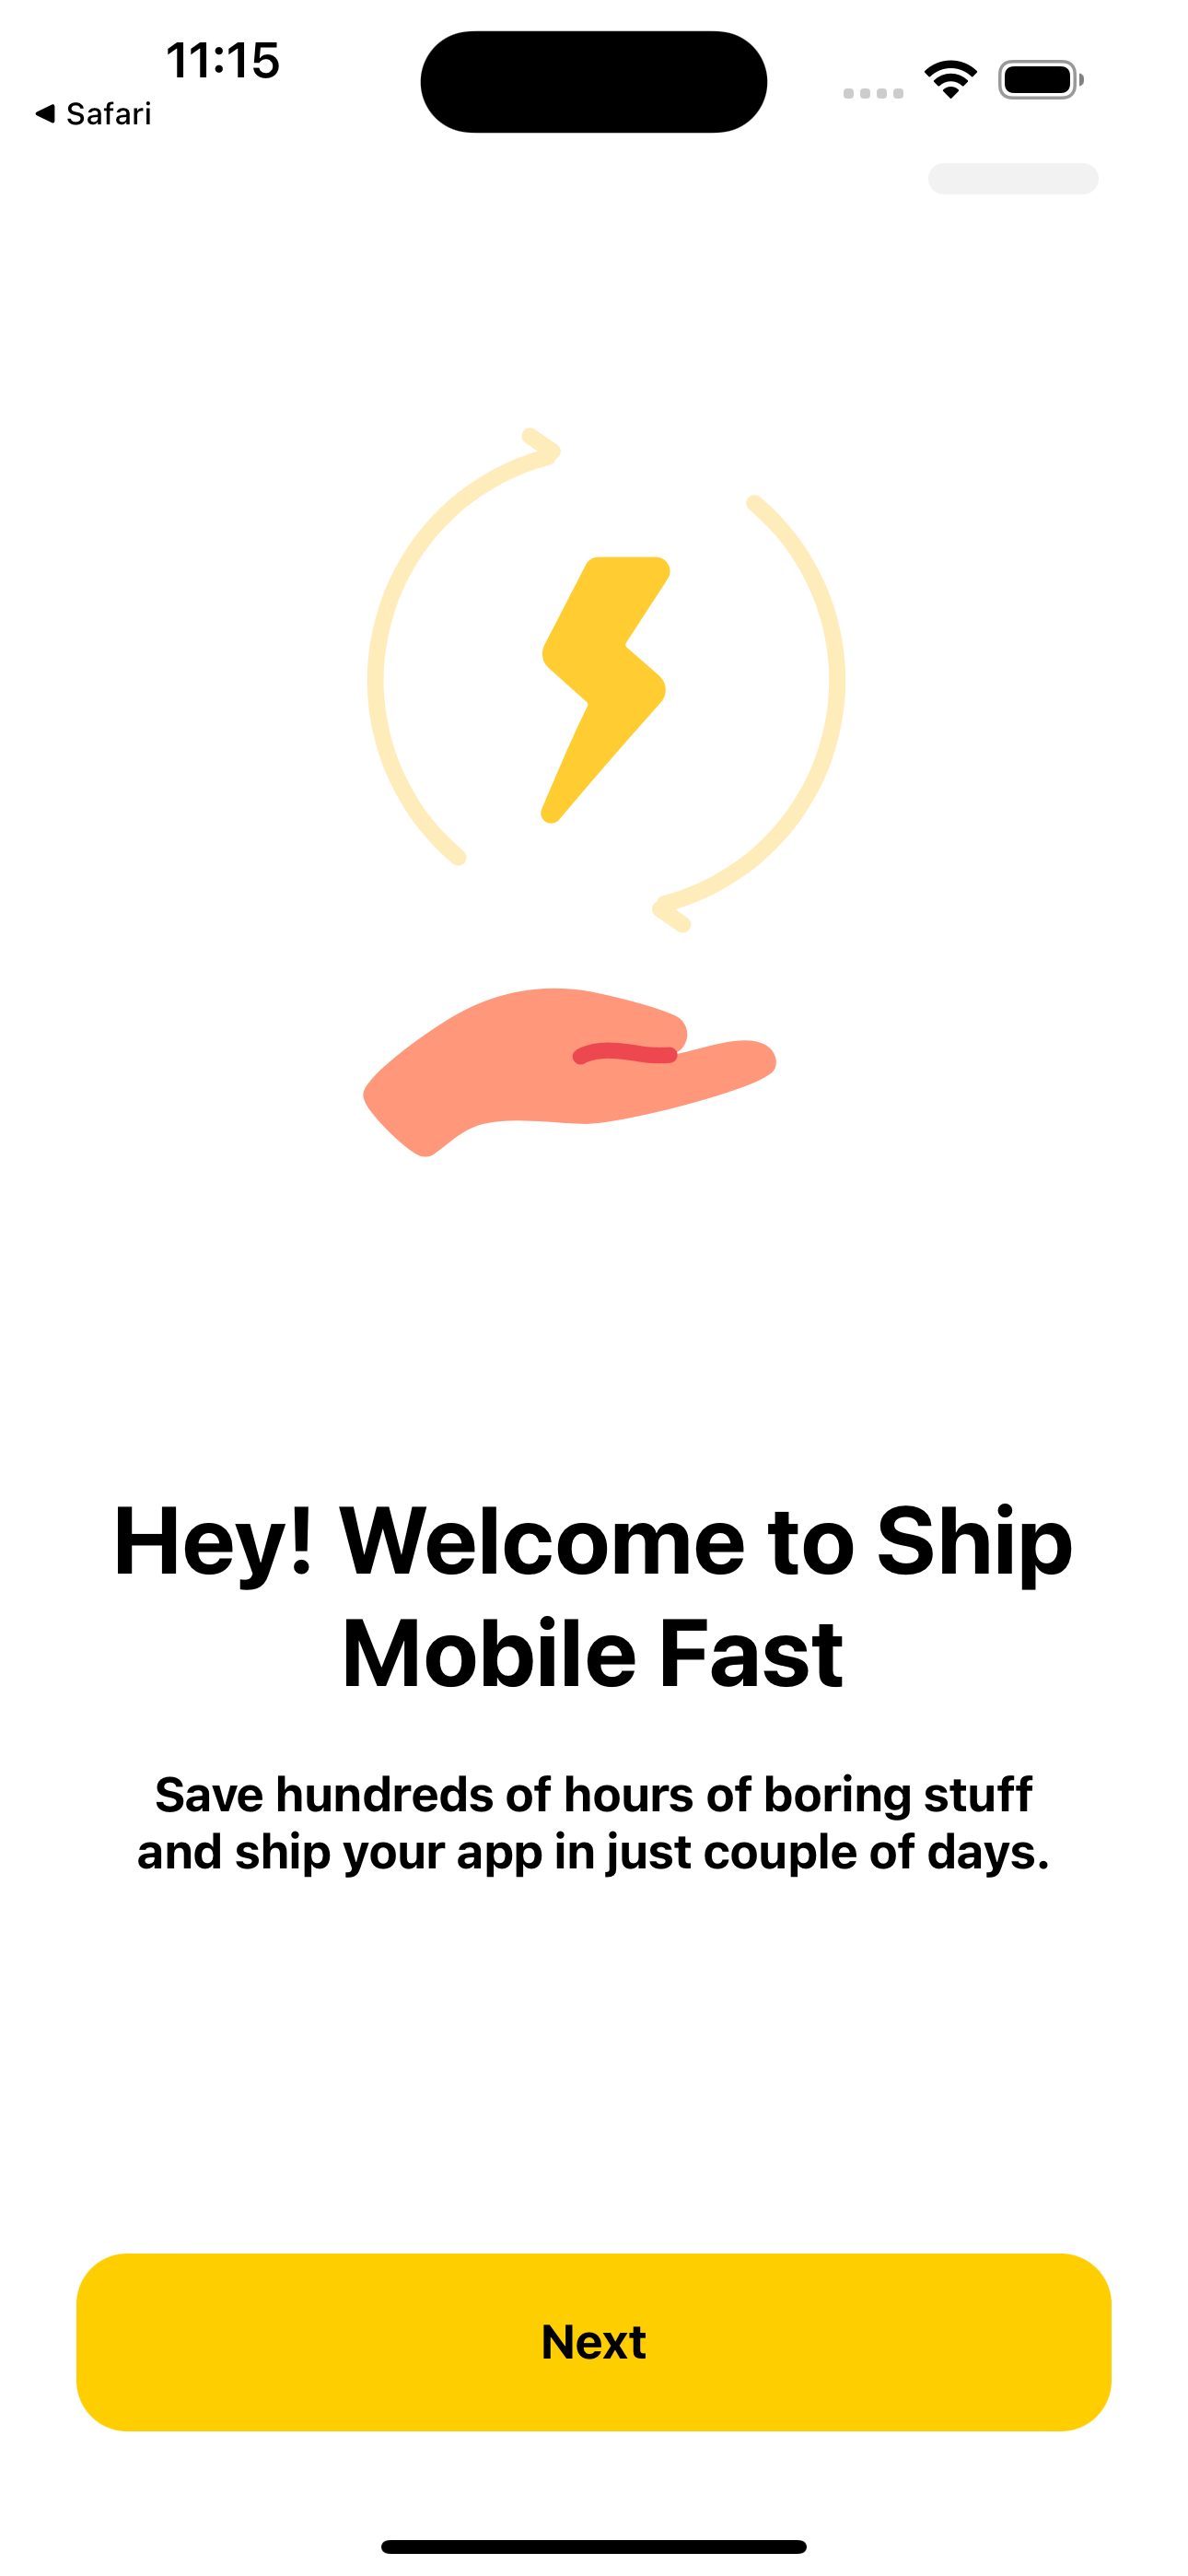 11:15
Safari
Hey! Welcome to Ship
Mobile Fast
Save hundreds of hours of boring stuff
and ship your app in just couple of days.
Next